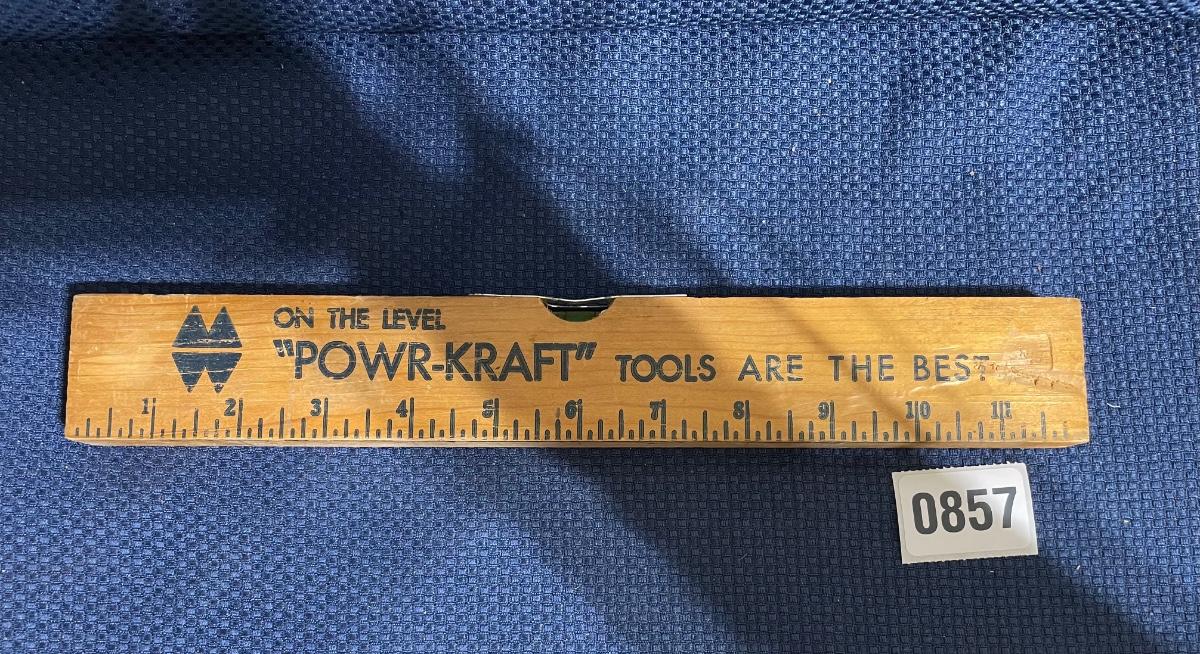 ON THE LEVEL
"POWR-KRAFT" TOOLS ARE THE BEST
1 2 3 4 5 6 7 8 9 10 11
0857